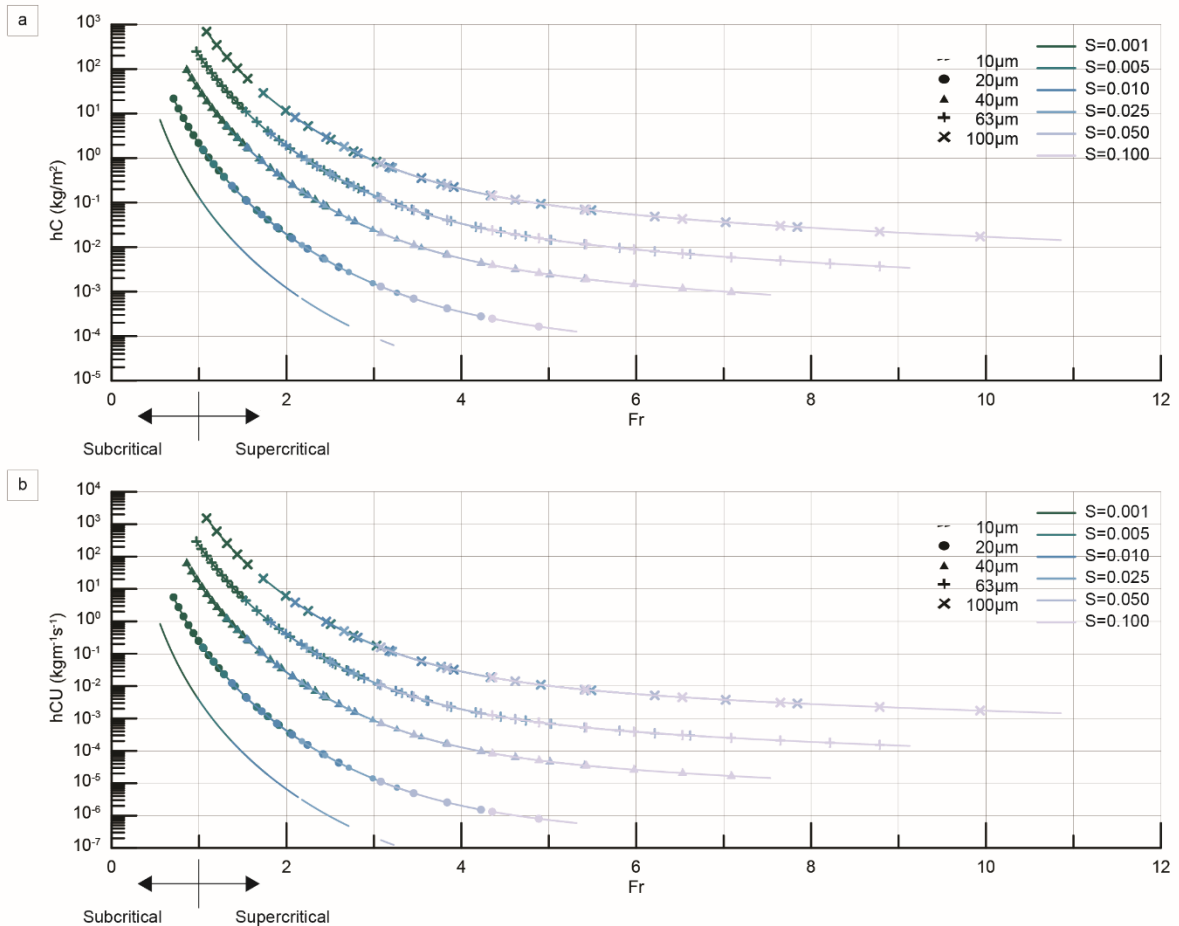 a
10³
10²
10¹
10⁰
10⁻¹
10⁻²
10⁻³
10⁻⁴
10⁻⁵
hC (kg/m²)
10µm
20µm
40µm
63µm
100µm
S=0.001
S=0.005
S=0.010
S=0.025
S=0.050
S=0.100
0 2 4 6 8 10 12
Fr
Subcritical Supercritical
b
10⁴
10³
10²
10¹
10⁰
10⁻¹
10⁻²
10⁻³
10⁻⁴
10⁻⁵
10⁻⁶
10⁻⁷
hCU (kgm⁻¹s⁻¹)
10µm
20µm
40µm
63µm
100µm
S=0.001
S=0.005
S=0.010
S=0.025
S=0.050
S=0.100
0 2 4 6 8 10 12
Fr
Subcritical Supercritical